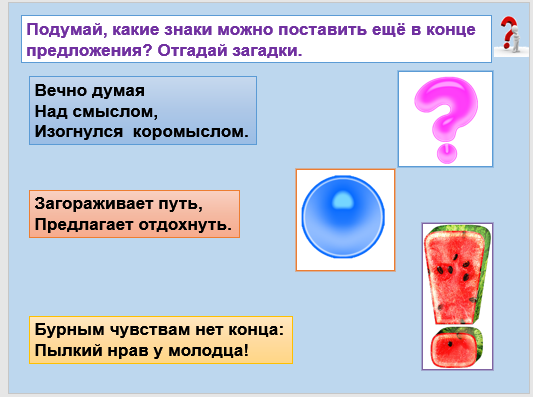 Подумай, какие знаки можно поставить ещё в конце
предложения? Отгадай загадки.
Вечно думая
Над смыслом,
Изогнулся коромыслом.
Загораживает путь,
Предлагает отдохнуть.
Бурным чувствам нет конца:
Пылкий нрав у молодца!